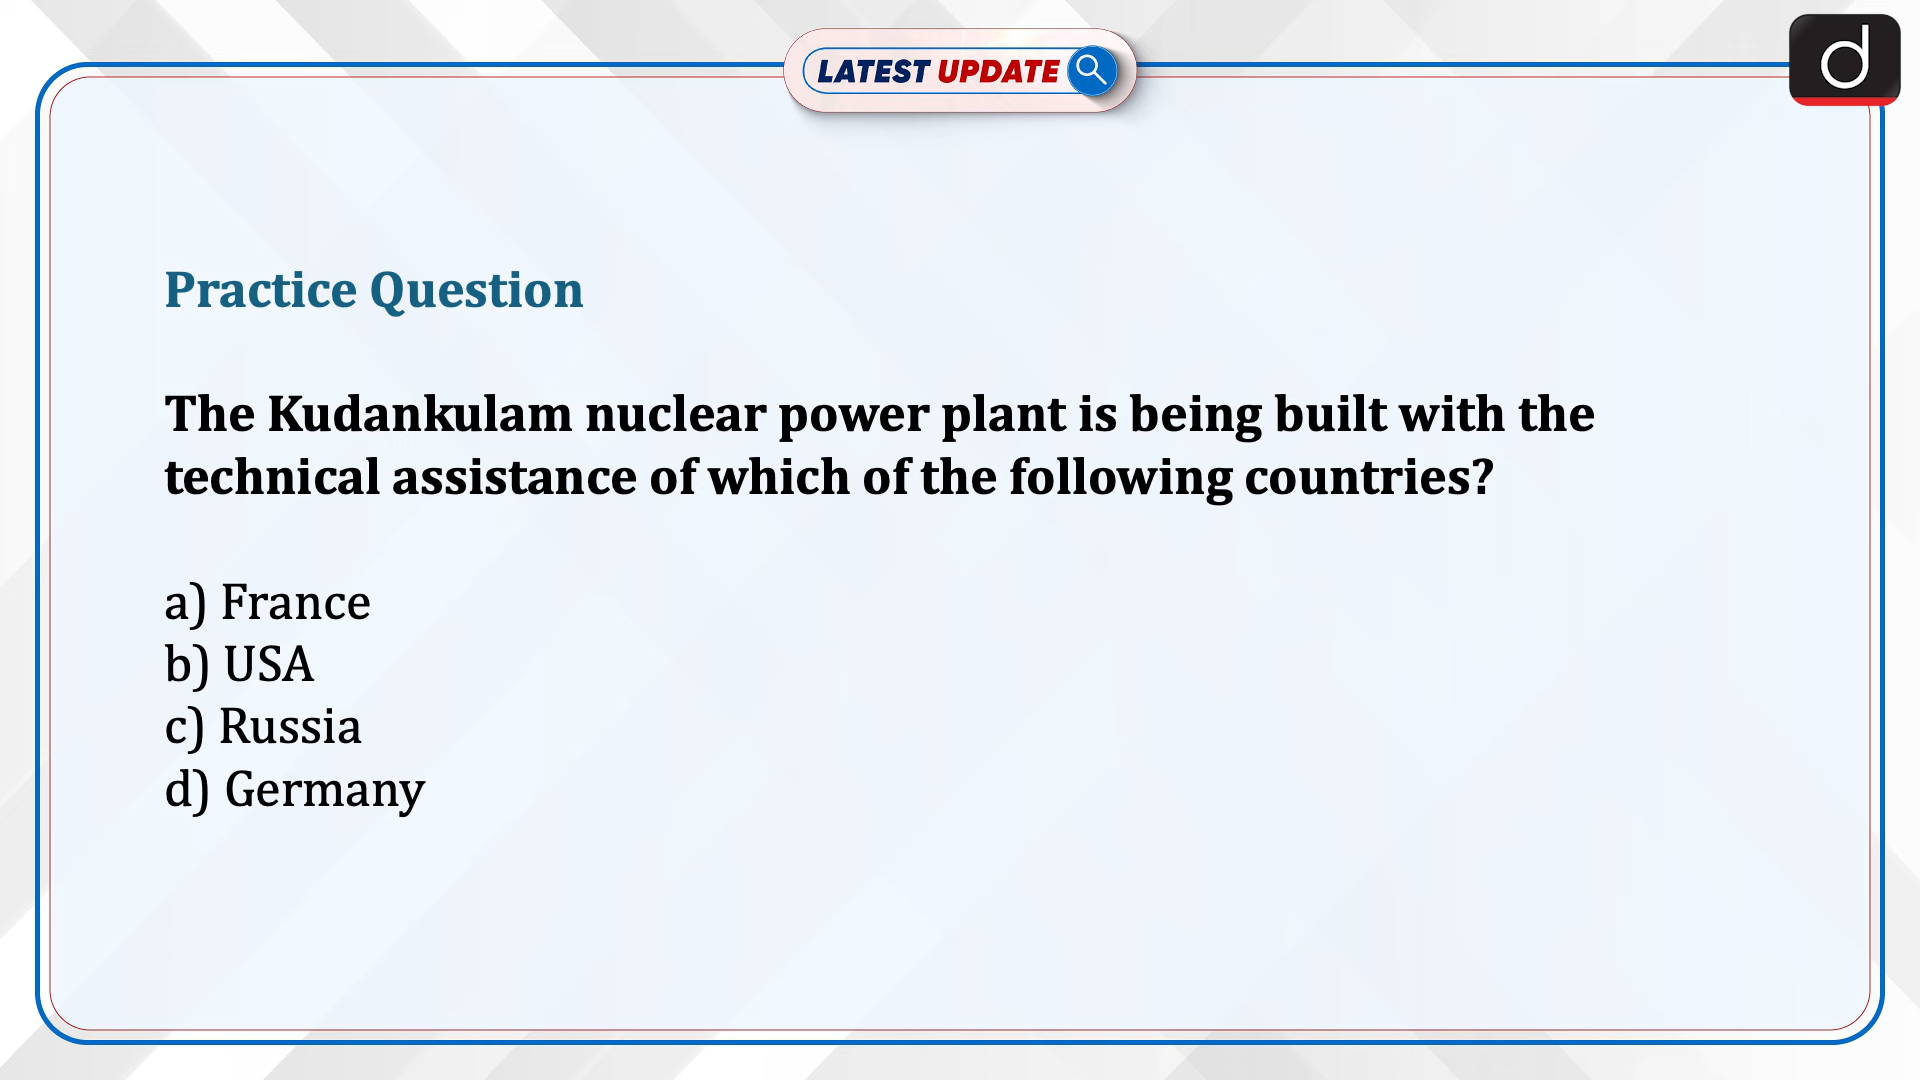 LATEST UPDATE
d
Practice Question
The Kudankulam nuclear power plant is being built with the
technical assistance of which of the following countries?
a) France
b) USA
c) Russia
d) Germany